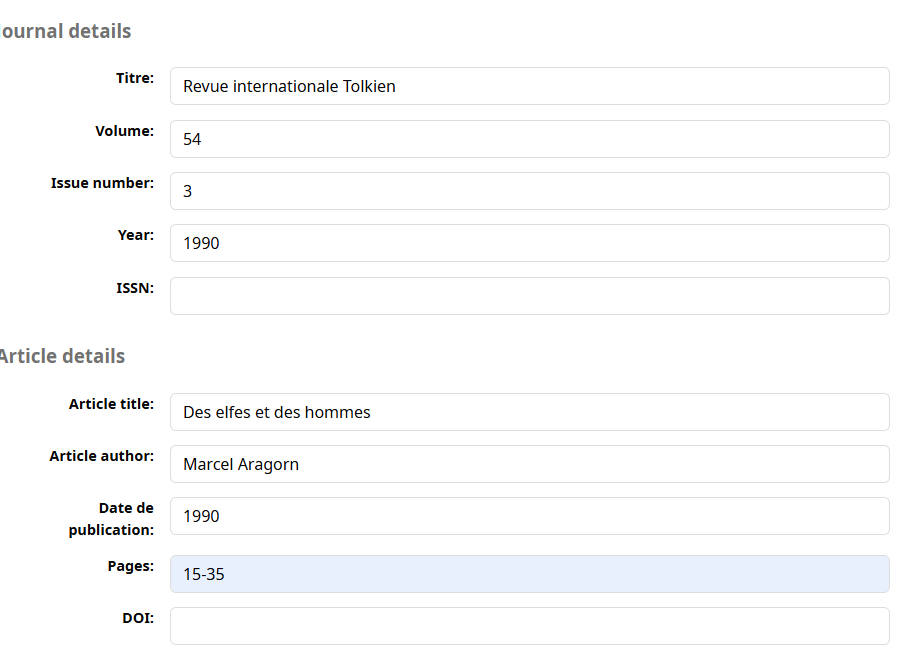 ournal details
Titre: Revue internationale Tolkien
Volume: 54
Issue number: 3
Year: 1990
ISSN:
Article details
Article title: Des elfes et des hommes
Article author: Marcel Aragorn
Date de
publication: 1990
Pages: 15-35
DOI: